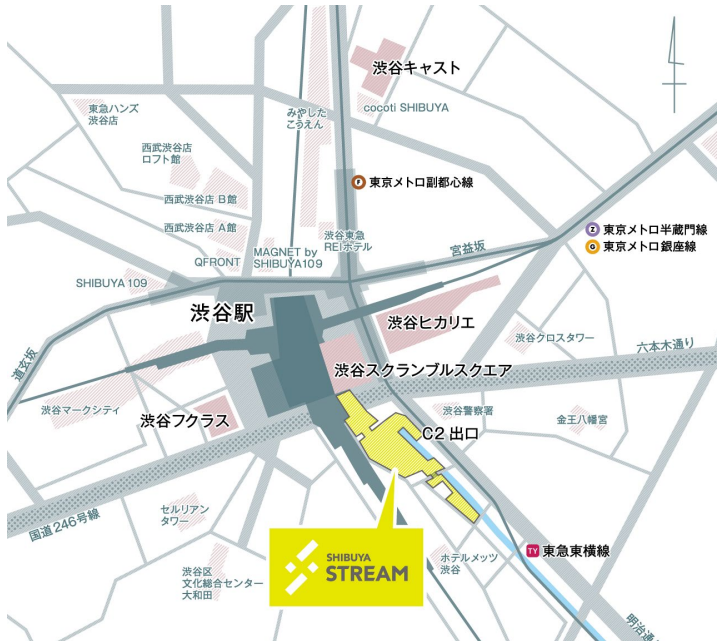 渋谷キャスト
cocoti SHIBUYA
東急ハンズ
渋谷店
みやした
こうえん
西武渋谷店
ロフト館
F 東京メトロ副都心線
西武渋谷店 B館
西武渋谷店 A館
渋谷東急
REIホテル
Z 東京メトロ半蔵門線
G 東京メトロ銀座線
宮益坂
QFRONT
MAGNET by
SHIBUYA109
SHIBUYA 109
渋谷駅
渋谷ヒカリエ
渋谷クロスタワー
六本木通り
道玄坂
渋谷スクランブルスクエア
渋谷マークシティ
渋谷フクラス
渋谷警察署
金王八幡宮
C2 出口
国道246号線
セルリアン
タワー
SHIBUYA
STREAM
TY 東急東横線
ホテルメッツ
渋谷
渋谷区
文化総合センター
大和田
明治通